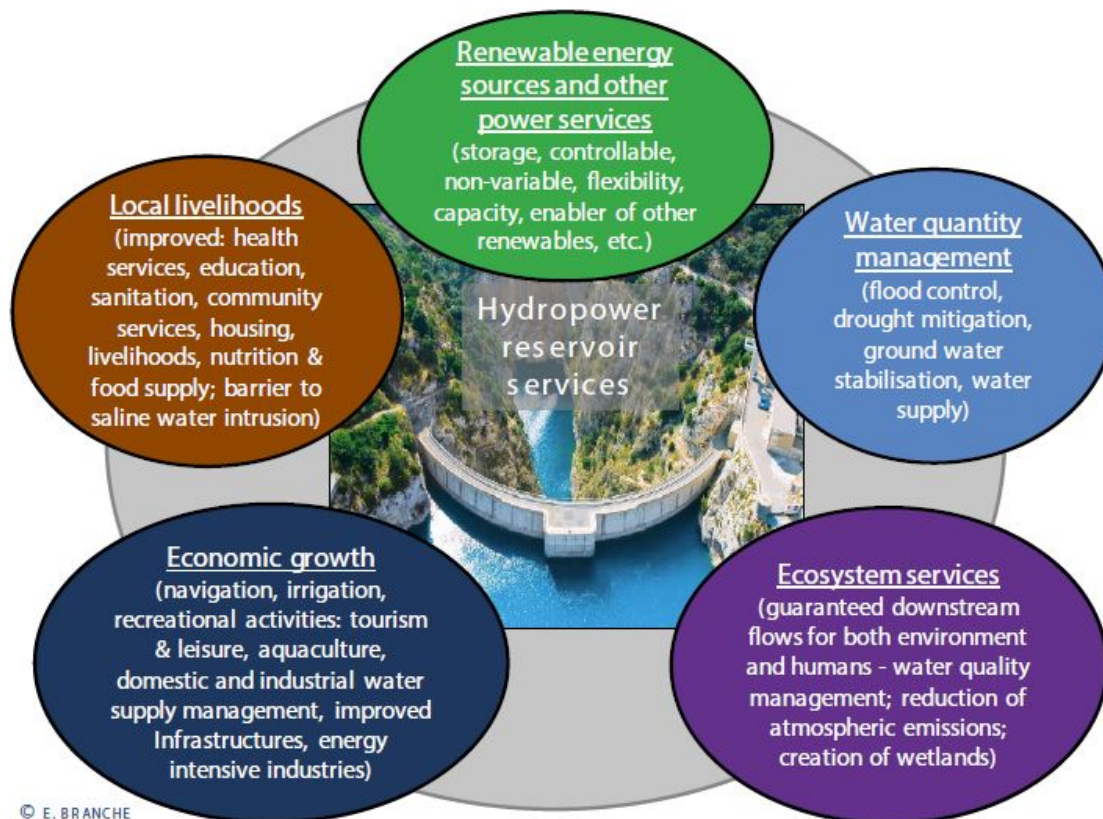 Renewable energy
sources and other
power services
(storage, controllable,
non-variable, flexibility,
capacity, enabler of other
renewables, etc.)
Local livelihoods
(improved: health
services, education,
sanitation, community
services, housing,
livelihoods, nutrition &
food supply; barrier to
saline water intrusion)
Water quantity
management
(flood control,
drought mitigation,
ground water
stabilisation, water
supply)
Hydropower
reservoir
services
Economic growth
(navigation, irrigation,
recreational activities: tourism
& leisure, aquaculture,
domestic and industrial water
supply management, improved
Infrastructures, energy
intensive industries)
Ecosystem services
(guaranteed downstream
flows for both environment
and humans - water quality
management; reduction of
atmospheric emissions;
creation of wetlands)
© E. BRANCHE